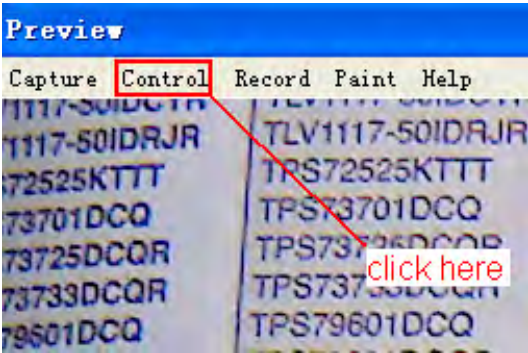 Preview
Capture Control Record Paint Help
1117-50IDRJR TLV1117-50IDRJR
72525KTTT TPS72525KTTT
73701DCQ TPS73701DCQ
73725DCQR
click here
73733DCQR
79601DCQ TPS79601DCQ